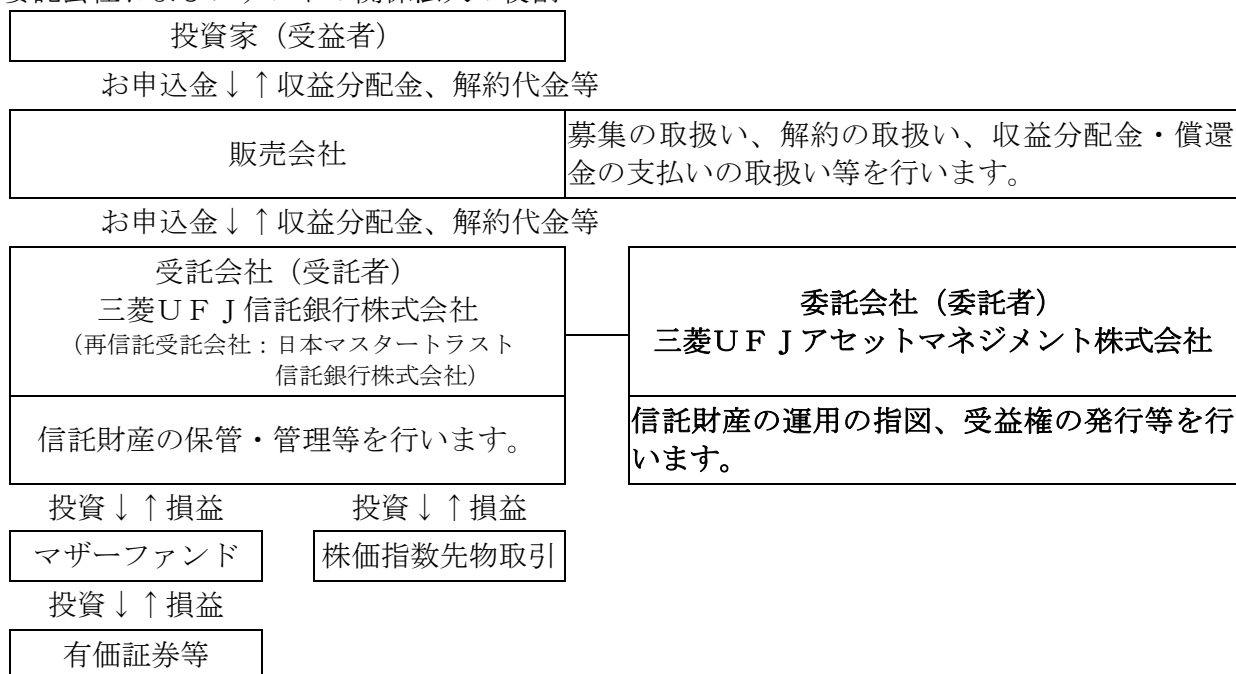 委託会社およびファンドの関係法人の役割
投資家（受益者）
お申込金↓↑収益分配金、解約代金等
販売会社
募集の取扱い、解約の取扱い、収益分配金・償還
金の支払いの取扱い等を行います。
お申込金↓↑収益分配金、解約代金等
受託会社（受託者）
三菱ＵＦＪ信託銀行株式会社
（再信託受託会社：日本マスタートラスト
信託銀行株式会社）
委託会社（委託者）
三菱ＵＦＪアセットマネジメント株式会社
信託財産の保管・管理等を行います。
信託財産の運用の指図、受益権の発行等を行
います。
投資↓↑損益 投資↓↑損益
マザーファンド 株価指数先物取引
投資↓↑損益
有価証券等